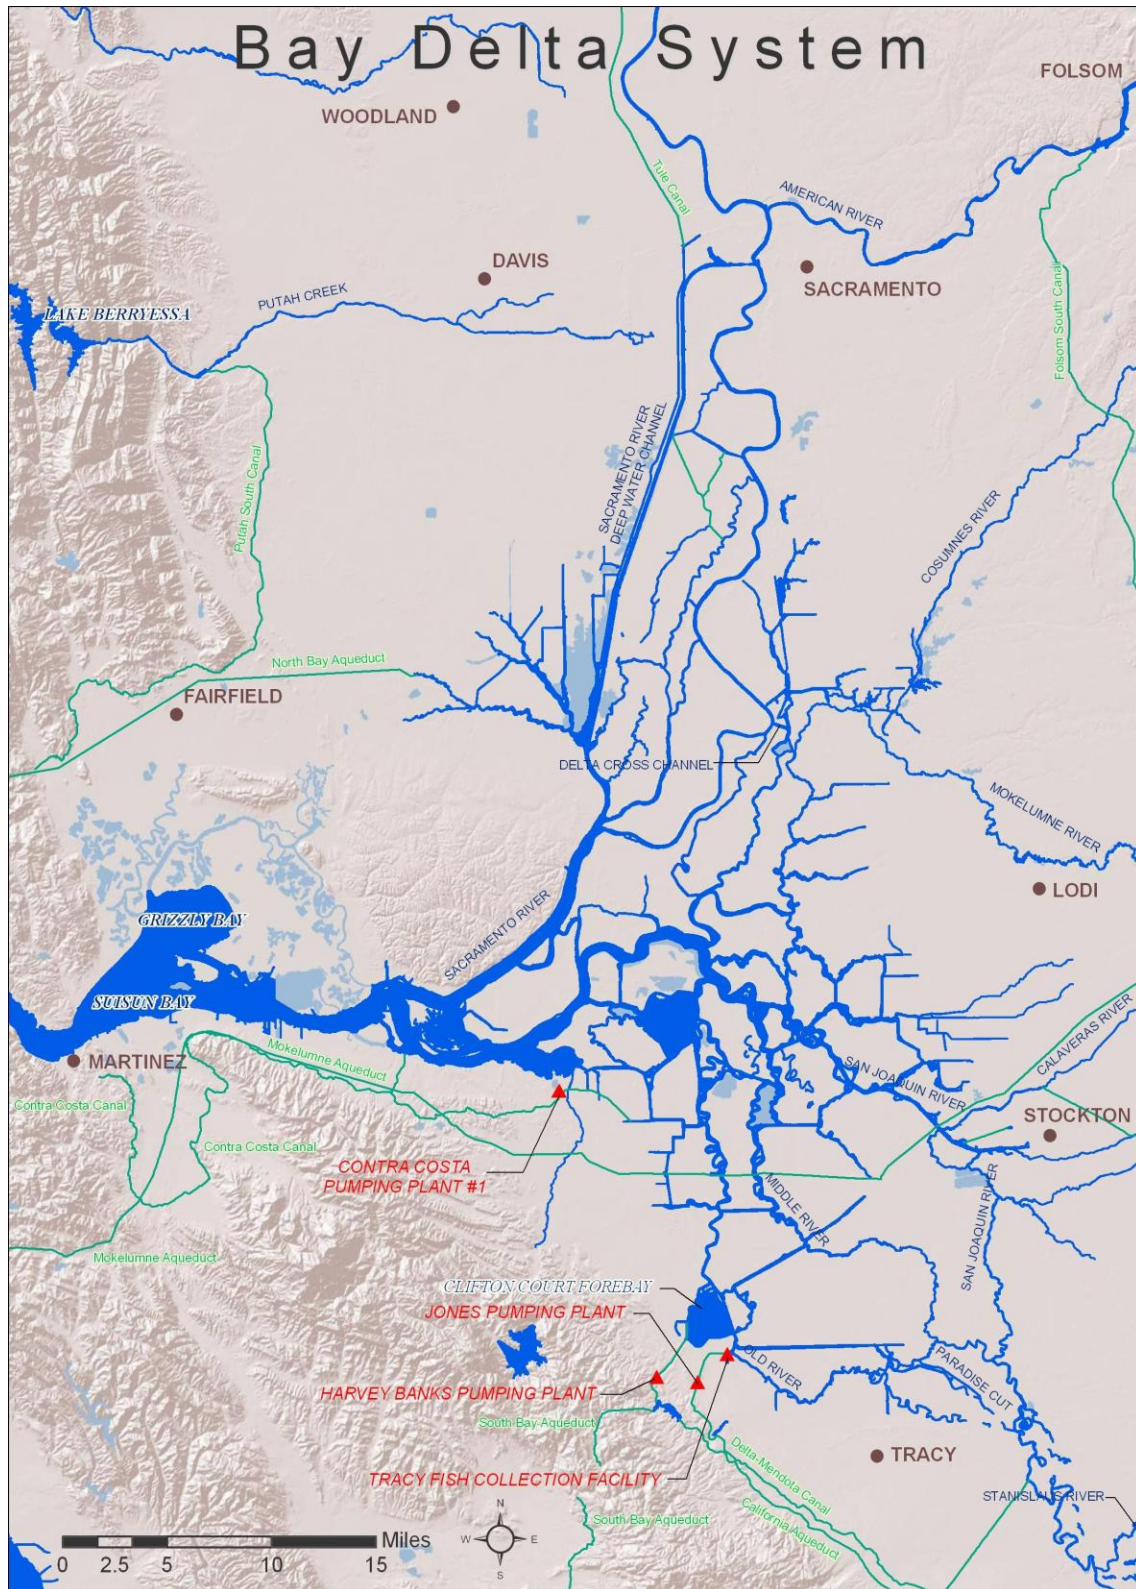 Bay Delta System
FOLSOM
WOODLAND
Tule Canal
AMERICAN RIVER
DAVIS
SACRAMENTO
Folsom South Canal
PUTAH CREEK
LAKE BERRYESSA
SACRAMENTO RIVER
DEEP WATER CHANNEL
Putah South Canal
COSUMNES RIVER
North Bay Aqueduct
FAIRFIELD
DELTA CROSS CHANNEL
MOKELUMNE RIVER
LODI
GRIZZLY BAY
SACRAMENTO RIVER
SUISUN BAY
MARTINEZ
Mokelumne Aqueduct
CALAVERAS RIVER
SAN JOAQUIN RIVER
Contra Costa Canal
STOCKTON
Contra Costa Canal
CONTRA COSTA
PUMPING PLANT #1
MIDDLE RIVER
SAN JOAQUIN RIVER
Mokelumne Aqueduct
CLIFTON COURT FOREBAY
JONES PUMPING PLANT
OLD RIVER
PARADISE CUT
HARVEY BANKS PUMPING PLANT
South Bay Aqueduct
TRACY
Delta-Mendota Canal
TRACY FISH COLLECTION FACILITY
STANISLAUS RIVER
California Aqueduct
South Bay Aqueduct
N
W E
S
Miles
0 2.5 5 10 15